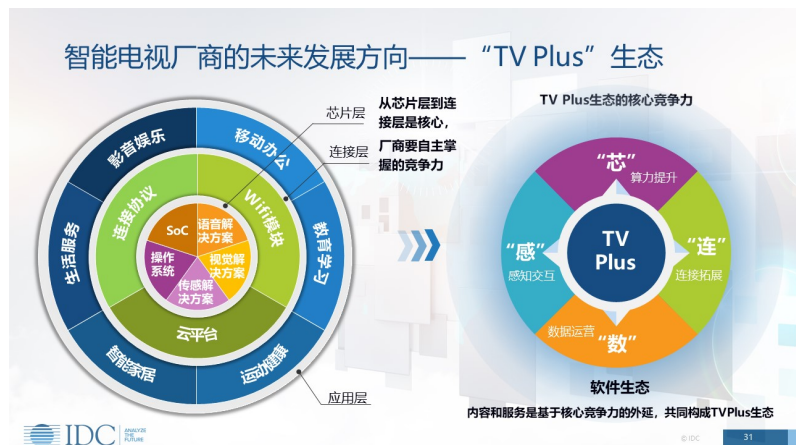 智能电视厂商的未来发展方向——“TV Plus”生态
芯片层
从芯片层到连
接层是核心，
连接层
厂商要自主掌
握的竞争力
影音娱乐
移动办公
教育学习
运动健康
智能家居
生活服务
连接协议
Wifi模块
云平台
SoC
语音解
决方案
视觉解
决方案
传感解
决方案
操作
系统
应用层
TV Plus生态的核心竞争力
“芯”
算力提升
“连”
连接拓展
“感”
感知交互
数据运营
“数”
TV
Plus
软件生态
内容和服务是基于核心竞争力的外延，共同构成TVPlus生态
IDC
ANALYZE
THE
FUTURE
© IDC
31